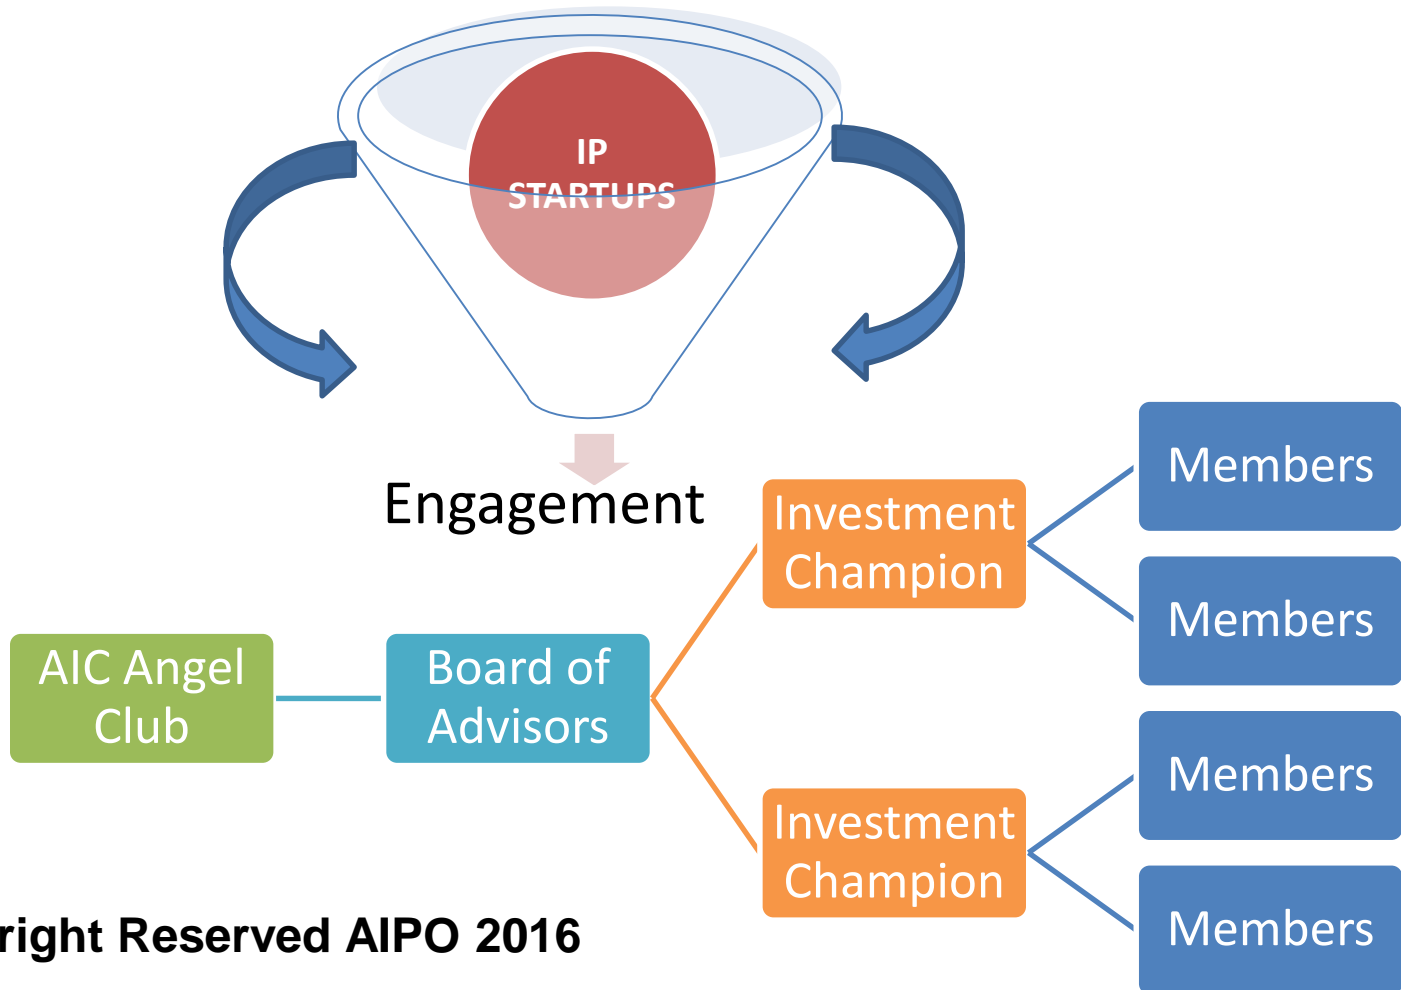 IP
STARTUPS
Engagement
AIC Angel
Club
Board of
Advisors
Investment
Champion
Investment
Champion
Members
Members
Members
Members
right Reserved AIPO 2016